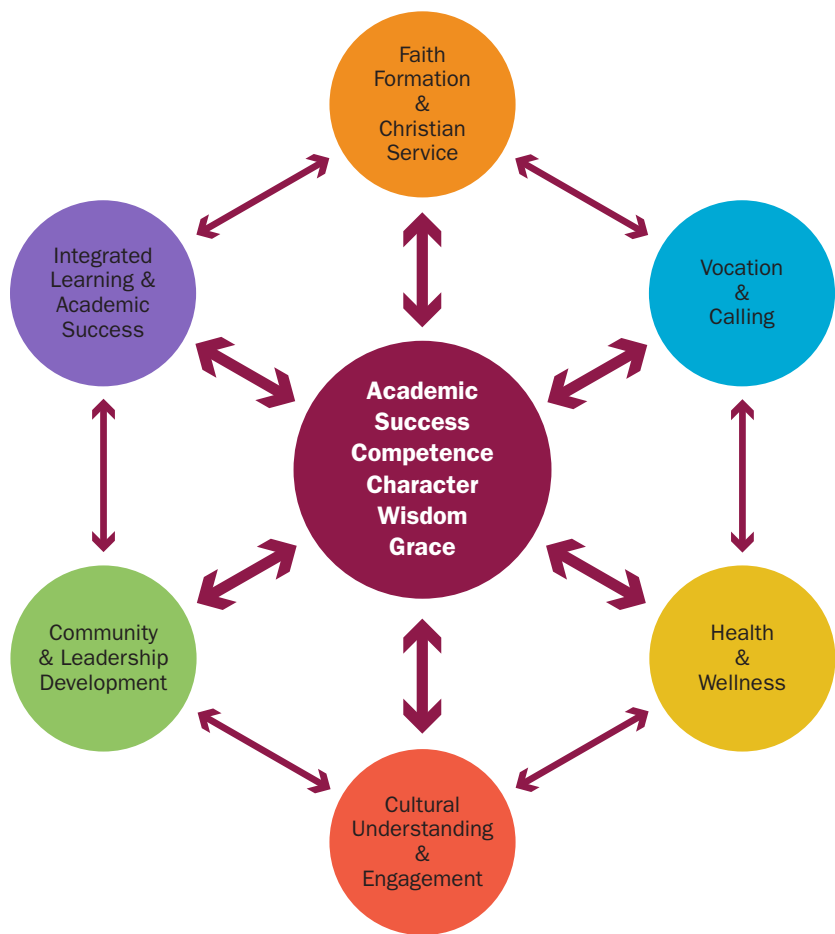 Faith
Formation
&
Christian
Service
Integrated
Learning &
Academic
Success
Vocation
&
Calling
Academic
Success
Competence
Character
Wisdom
Grace
Community
& Leadership
Development
Health
&
Wellness
Cultural
Understanding
&
Engagement